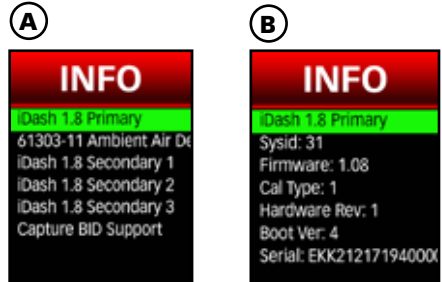 A
INFO
iDash 1.8 Primary
61303-11 Ambient Air De
iDash 1.8 Secondary 1
iDash 1.8 Secondary 2
iDash 1.8 Secondary 3
Capture BID Support
B
INFO
iDash 1.8 Primary
Sysid: 31
Firmware: 1.08
Cal Type: 1
Hardware Rev: 1
Boot Ver: 4
Serial: EKK21217194000